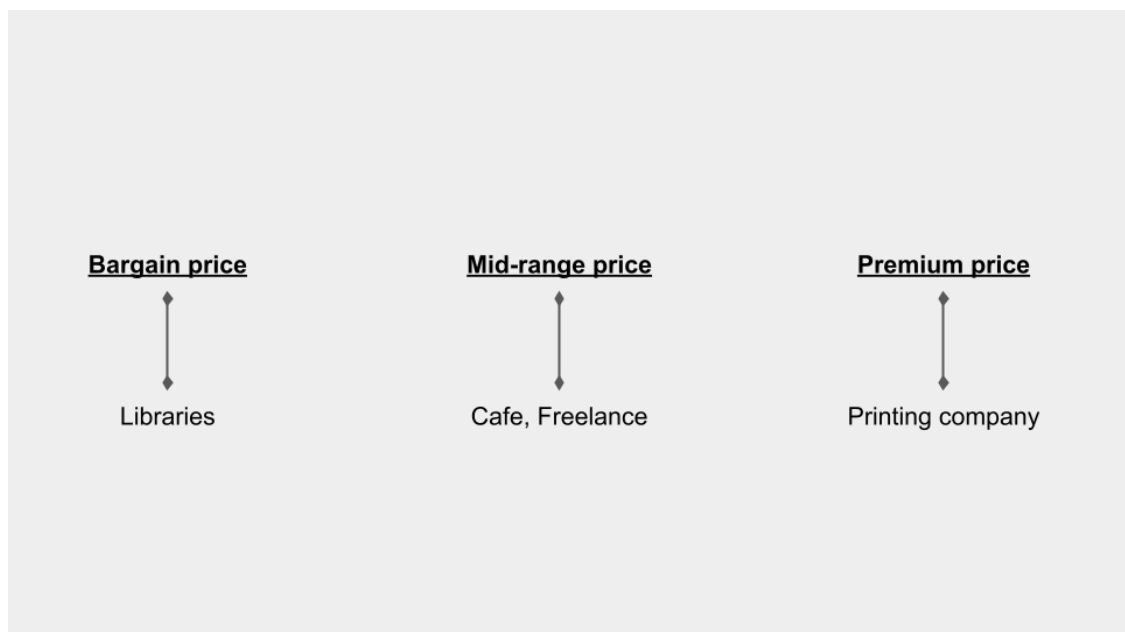 Bargain price
Mid-range price
Premium price
Libraries
Cafe, Freelance
Printing company